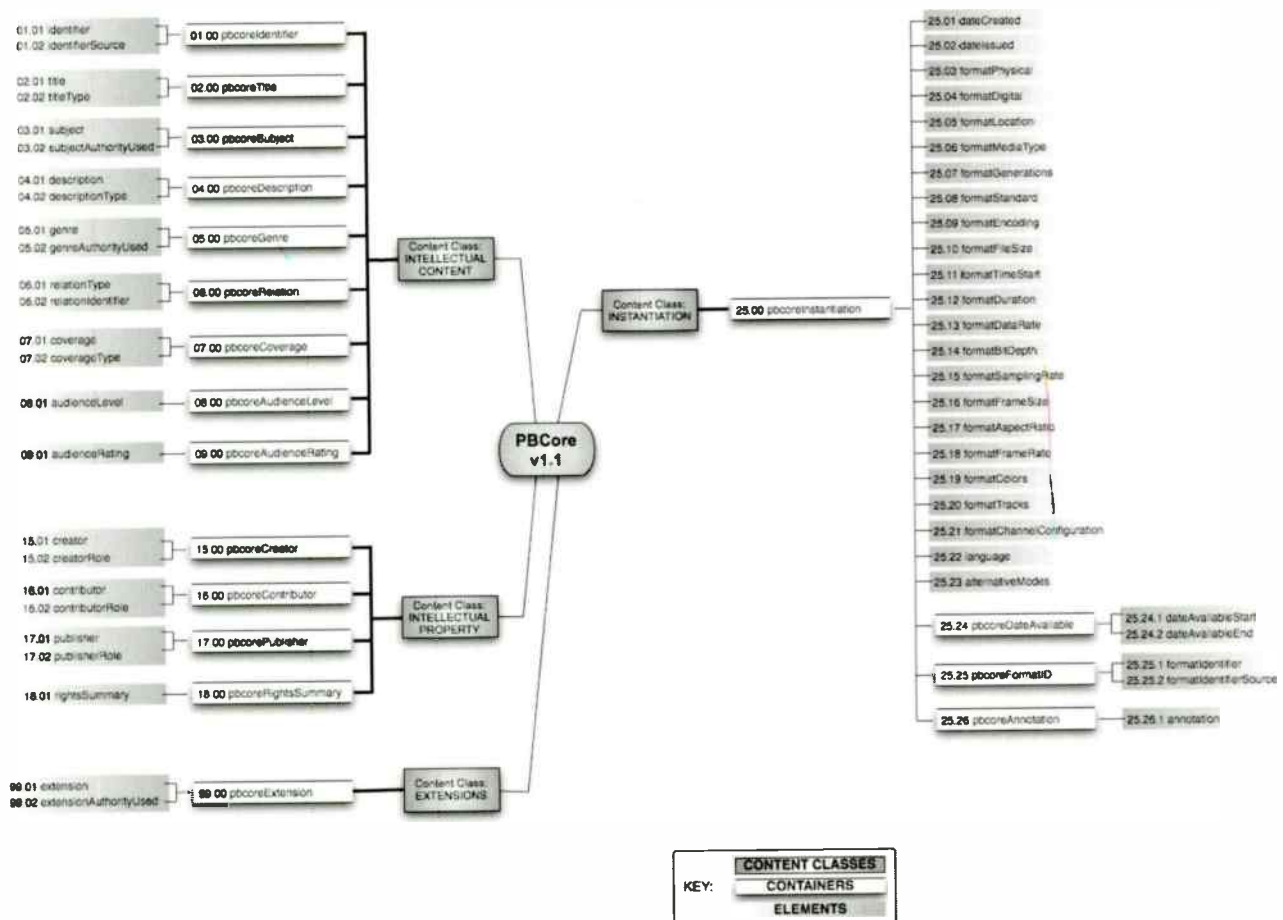 01.01 identifier
01.02 identifierSource
01 00 pbcoreIdentifier
02.01 title
02.02 titleType
02.00 pbcoreTitle
03.01 subject
03.02 subjectAuthorityUsed
03.00 pbcoreSubject
04.01 description
04.02 descriptionType
04 00 pbcoreDescription
05.01 genre
05.02 genreAuthorityUsed
05 00 pbcoreGenre
06.01 relationType
06.02 relationIdentifier
06.00 pbcoreRelation
07.01 coverage
07.02 coverageType
07 00 pbcoreCoverage
08 01 audienceLevel
08 00 pbcoreAudienceLevel
09 01 audienceRating
09 00 pbcoreAudienceRating
Content Class:
INTELLECTUAL
CONTENT
15.01 creator
15.02 creatorRole
15 00 pbcoreCreator
16.01 contributor
16.02 contributorRole
16 00 pbcoreContributor
17.01 publisher
17 02 publisherRole
17 00 pbcorePublisher
18.01 rightsSummary
18 00 pbcoreRightsSummary
Content Class:
INTELLECTUAL
PROPERTY
99 01 extension
99 02 extensionAuthorityUsed
99 00 pbcoreExtension
Content Class:
EXTENSIONS
PBCore
v1.1
Content Class:
INSTANTIATION
25.00 pbcoreInstantiation
25.01 dateCreated
25.02 dateIssued
25.03 formatPhysical
25.04 formatDigital
25.05 formatLocation
25.06 formatMediaType
25.07 formatGenerations
25.08 formatStandard
25.09 formatEncoding
25.10 formatFileSize
25.11 formatTimeStart
25.12 formatDuration
25.13 formatDataRate
25.14 formatBitDepth
25.15 formatSamplingRate
25.16 formatFrameSize
25.17 formatAspectRatio
25.18 formatFrameRate
25.19 formatColors
25.20 formatTracks
25.21 formatChannelConfiguration
25.22 language
25.23 alternativeModes
25.24 pbcoreDateAvailable
25.24.1 dateAvailableStart
25.24.2 dateAvailableEnd
25.25 pbcoreFormatID
25.25.1 formatIdentifier
25.25.2 formatIdentifierSource
25.26 pbcoreAnnotation
25.26.1 annotation
KEY:
CONTENT CLASSES
CONTAINERS
ELEMENTS